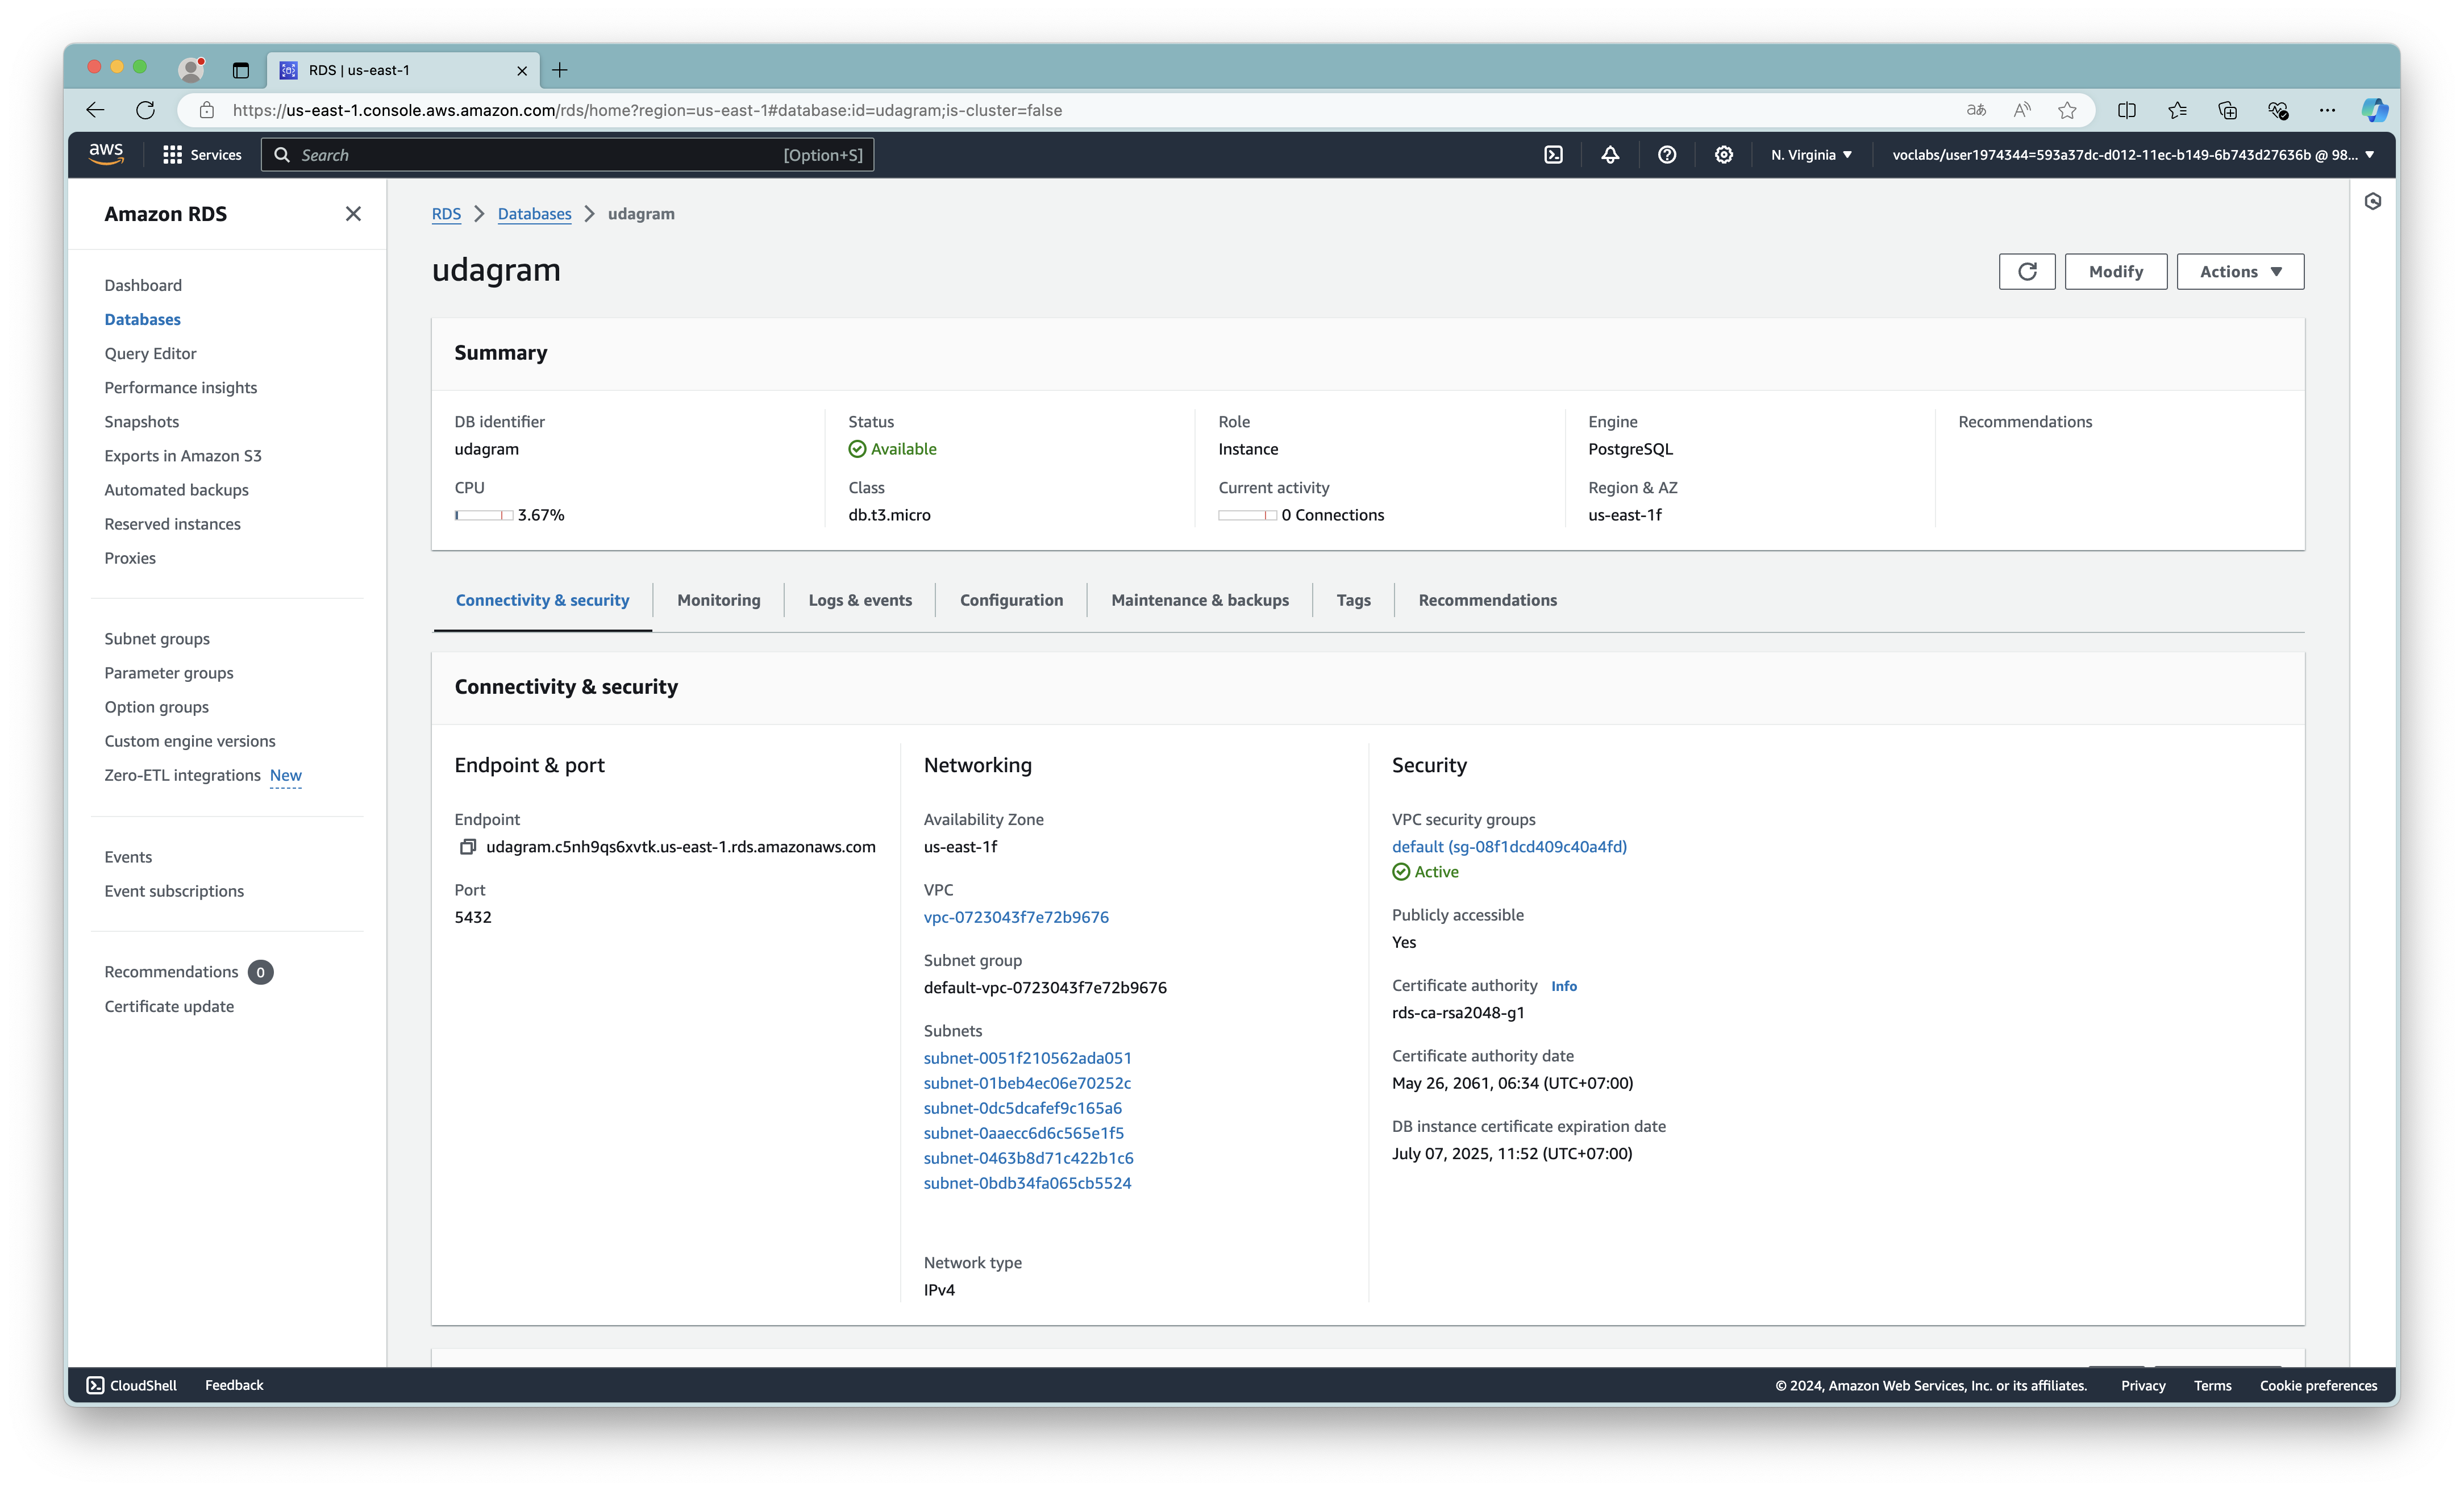 RDS | us-east-1
https://us-east-1.console.aws.amazon.com/rds/home?region=us-east-1#database:id=udagram;is-cluster=false
aws
Services
Search
[Option+S]
N. Virginia
voclabs/user1974344=593a37dc-d012-11ec-b149-6b743d27636b @ 98...
Amazon RDS
Dashboard
Databases
Query Editor
Performance insights
Snapshots
Exports in Amazon S3
Automated backups
Reserved instances
Proxies
Subnet groups
Parameter groups
Option groups
Custom engine versions
Zero-ETL integrations New
Events
Event subscriptions
Recommendations 0
Certificate update
RDS > Databases > udagram
udagram
Modify
Actions
Summary
DB identifier
udagram
CPU
3.67%
Status
Available
Class
db.t3.micro
Role
Instance
Current activity
0 Connections
Engine
PostgreSQL
Region & AZ
us-east-1f
Recommendations
Connectivity & security
Monitoring
Logs & events
Configuration
Maintenance & backups
Tags
Recommendations
Connectivity & security
Endpoint & port
Endpoint
udagram.c5nh9qs6xvtk.us-east-1.rds.amazonaws.com
Port
5432
Networking
Availability Zone
us-east-1f
VPC
vpc-0723043f7e72b9676
Subnet group
default-vpc-0723043f7e72b9676
Subnets
subnet-0051f210562ada051
subnet-01beb4ec06e70252c
subnet-0dc5dcafef9c165a6
subnet-0aaecc6d6c565e1f5
subnet-0463b8d71c422b1c6
subnet-0bdb34fa065cb5524
Network type
IPv4
Security
VPC security groups
default (sg-08f1dcd409c40a4fd)
Active
Publicly accessible
Yes
Certificate authority Info
rds-ca-rsa2048-g1
Certificate authority date
May 26, 2061, 06:34 (UTC+07:00)
DB instance certificate expiration date
July 07, 2025, 11:52 (UTC+07:00)
CloudShell
Feedback
© 2024, Amazon Web Services, Inc. or its affiliates.
Privacy
Terms
Cookie preferences